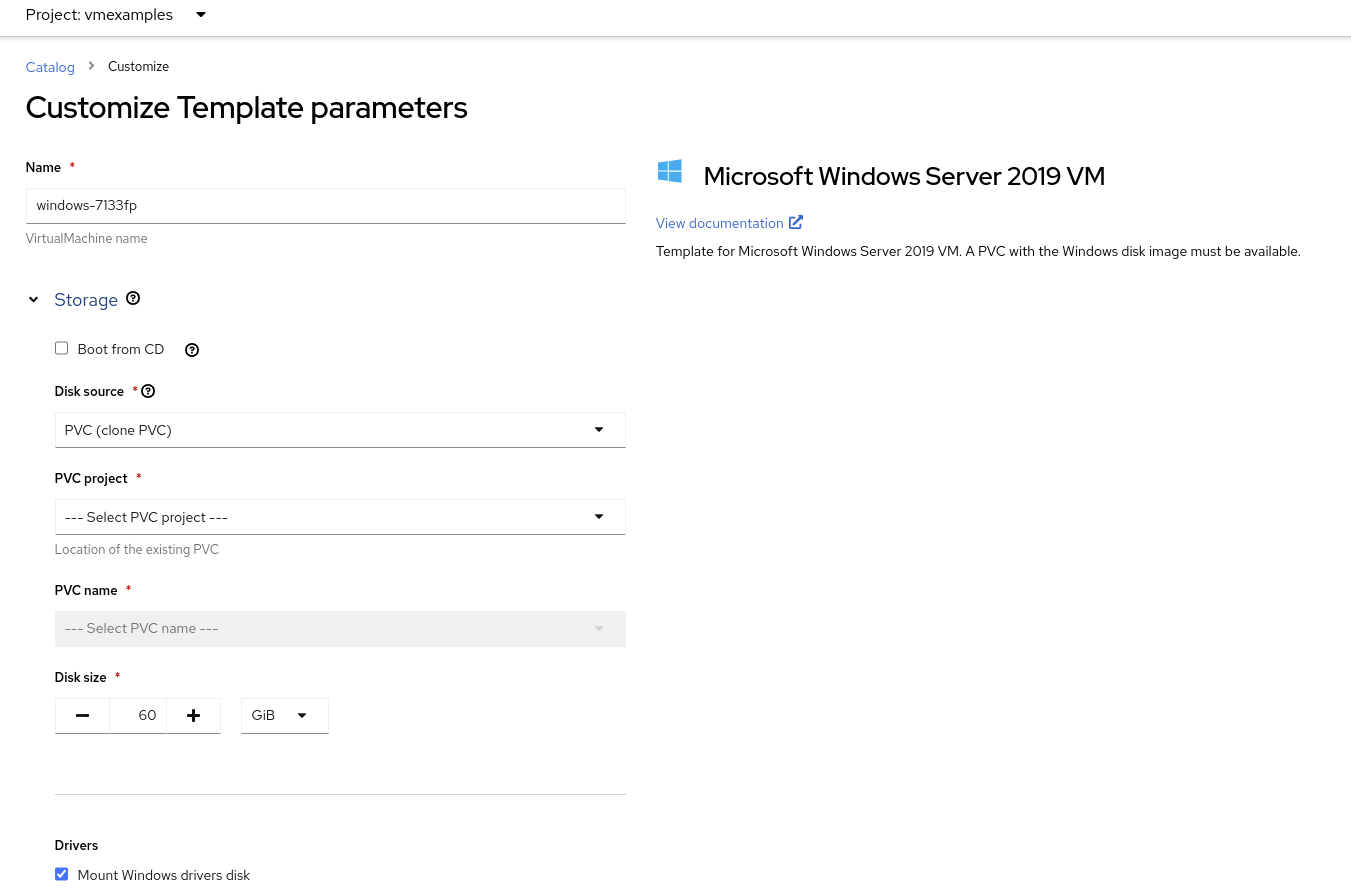 Project: vmexamples
Catalog > Customize
Customize Template parameters
Name *
windows-7133fp
VirtualMachine name
Microsoft Windows Server 2019 VM
View documentation
Template for Microsoft Windows Server 2019 VM. A PVC with the Windows disk image must be available.
Storage
Boot from CD
Disk source *
PVC (clone PVC)
PVC project *
--- Select PVC project ---
Location of the existing PVC
PVC name *
--- Select PVC name ---
Disk size *
60 GiB
Drivers
Mount Windows drivers disk